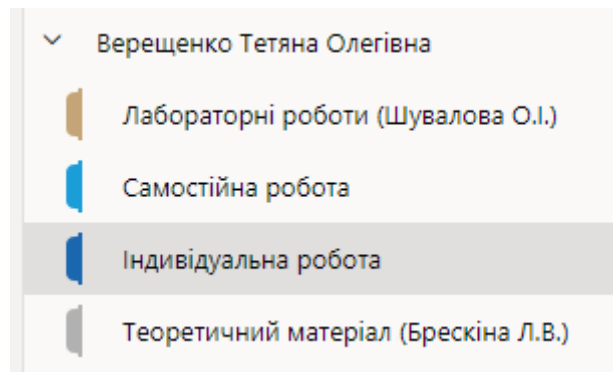 Верещенко Тетяна Олегівна
Лабораторні роботи (Шувалова О.І.)
Самостійна робота
Індивідуальна робота
Теоретичний матеріал (Брескіна Л.В.)